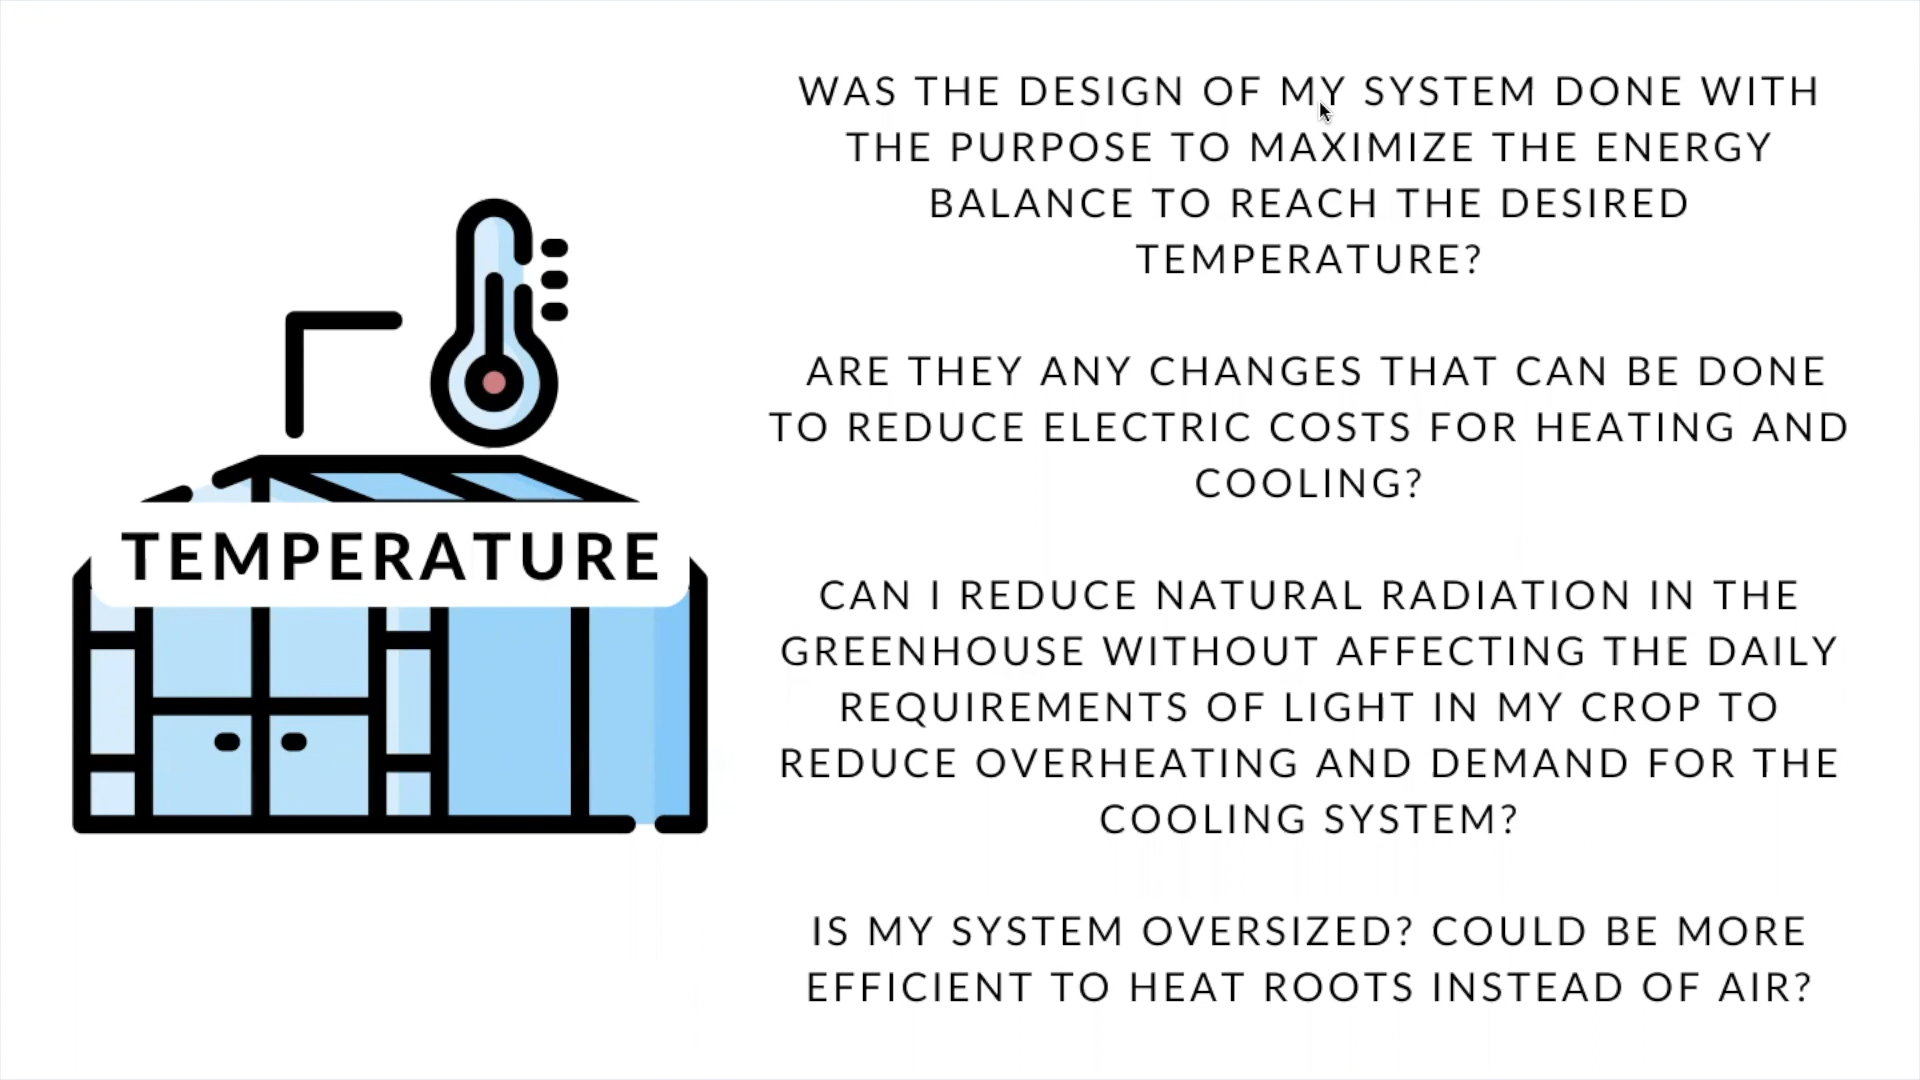 TEMPERATURE
WAS THE DESIGN OF MY SYSTEM DONE WITH
THE PURPOSE TO MAXIMIZE THE ENERGY
BALANCE TO REACH THE DESIRED
TEMPERATURE?
ARE THEY ANY CHANGES THAT CAN BE DONE
TO REDUCE ELECTRIC COSTS FOR HEATING AND
COOLING?
CAN I REDUCE NATURAL RADIATION IN THE
GREENHOUSE WITHOUT AFFECTING THE DAILY
REQUIREMENTS OF LIGHT IN MY CROP TO
REDUCE OVERHEATING AND DEMAND FOR THE
COOLING SYSTEM?
IS MY SYSTEM OVERSIZED? COULD BE MORE
EFFICIENT TO HEAT ROOTS INSTEAD OF AIR?